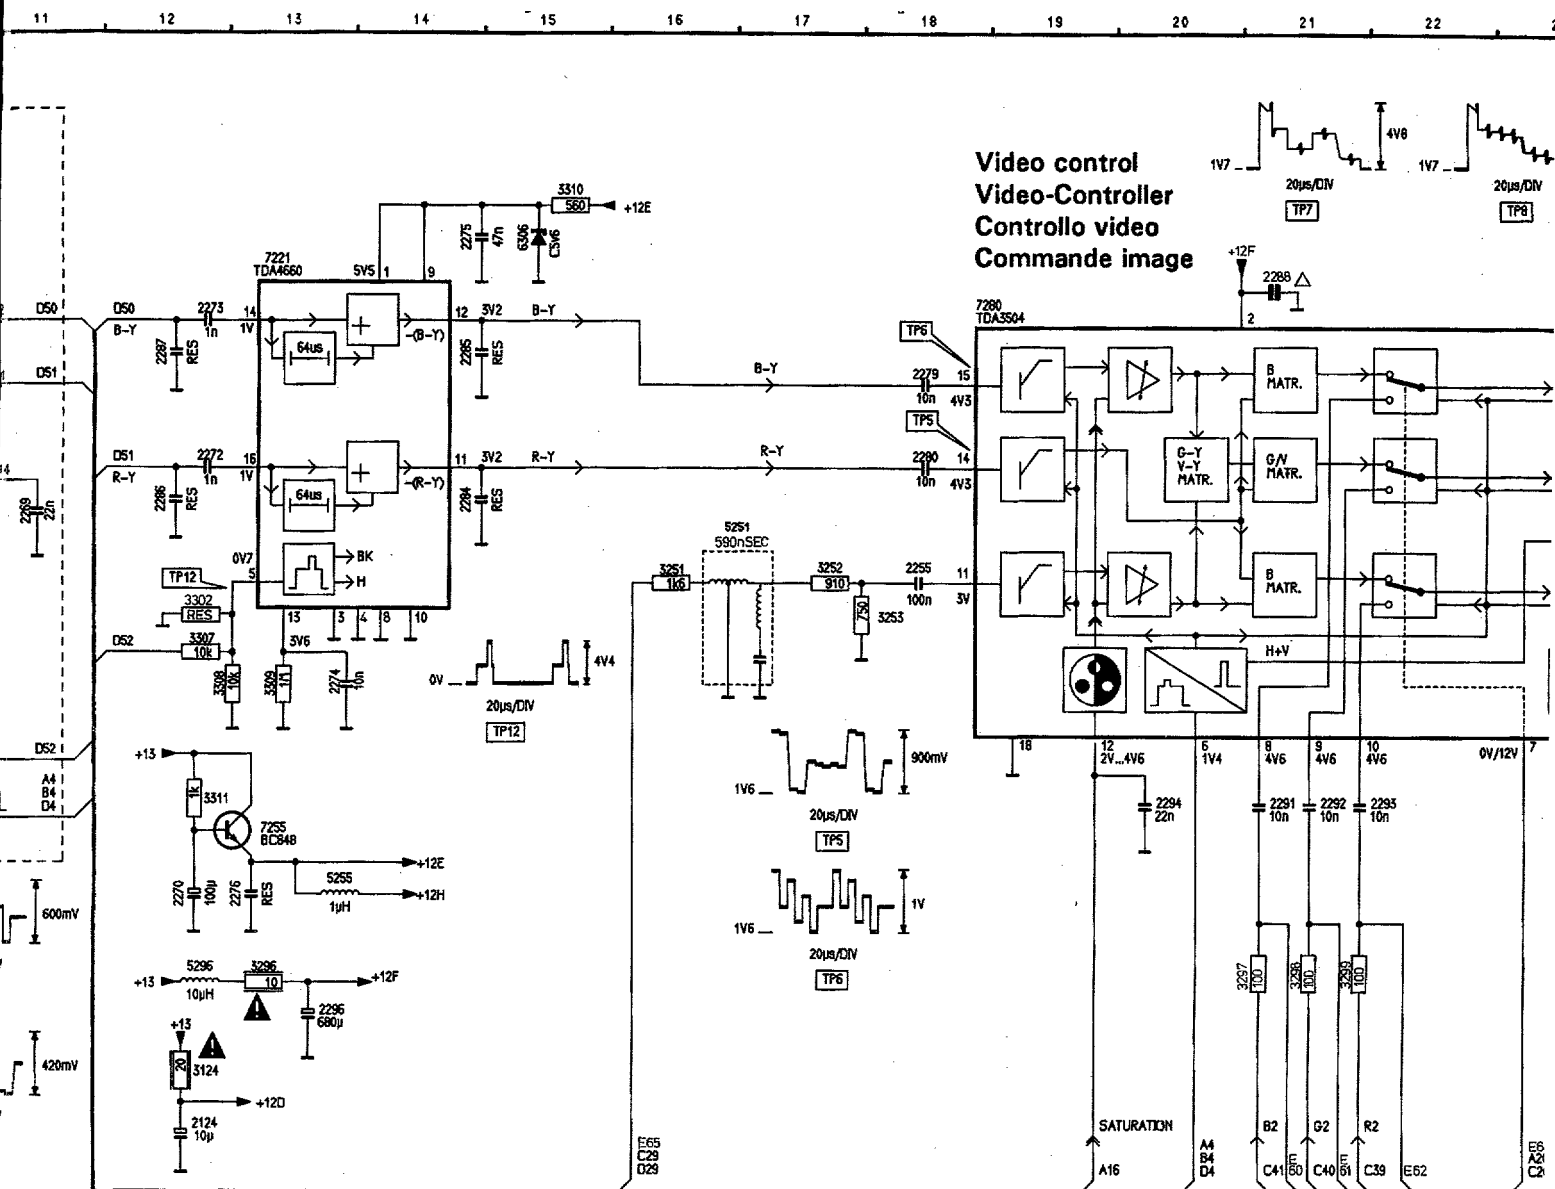 11 12 13 14 15 16 17 18 19 20 21 22
Video control
Video-Controller
Controllo video
Commande image
1V7
4V8
20µs/DIV
TP7
1V7
20µs/DIV
TP8
3310
560
+12E
2275
47n
6306
C5V6
7221
TDA4660
5V5
1
9
+12F
2288
2
7280
TDA3504
D50
D50
B-Y
2273
1n
14
1V
2287
RES
64us
-(B-Y)
12
3V2
B-Y
2285
RES
TP6
B-Y
2279
10n
15
4V3
B
MATR.
D51
TP5
D51
R-Y
2272
1n
16
1V
2286
RES
64us
-(R-Y)
11
3V2
R-Y
2284
RES
R-Y
2280
10n
14
4V3
G-Y
V-Y
MATR.
G/V
MATR.
2269
22n
5251
590nSEC
0V7
5
BK
H
TP12
3302
RES
3251
1k6
3252
910
2255
100n
11
3V
3253
750
B
MATR.
13
3
4
8
10
D52
3307
10k
3V6
3308
10k
3309
1M
2274
10n
0V
4V4
20µs/DIV
TP12
H+V
D52
A4
B4
D4
+13
1k
3311
7255
BC848
+12E
2270
100µ
2276
RES
5255
1µH
+12H
1V6
900mV
20µs/DIV
TP5
1V6
1V
20µs/DIV
TP6
18
12
2V...4V6
6
1V4
8
4V6
9
4V6
10
4V6
0V/12V
7
2294
22n
2291
10n
2292
10n
2293
10n
600mV
5296
10µH
3296
10
+13
+12F
2296
680µ
3297
100
3298
100
3299
100
420mV
+13
20
3124
+12D
2124
10µ
E65
C29
D29
SATURATION
A16
A4
B4
D4
B2
C41
E60
G2
C40
E61
R2
C39
E62